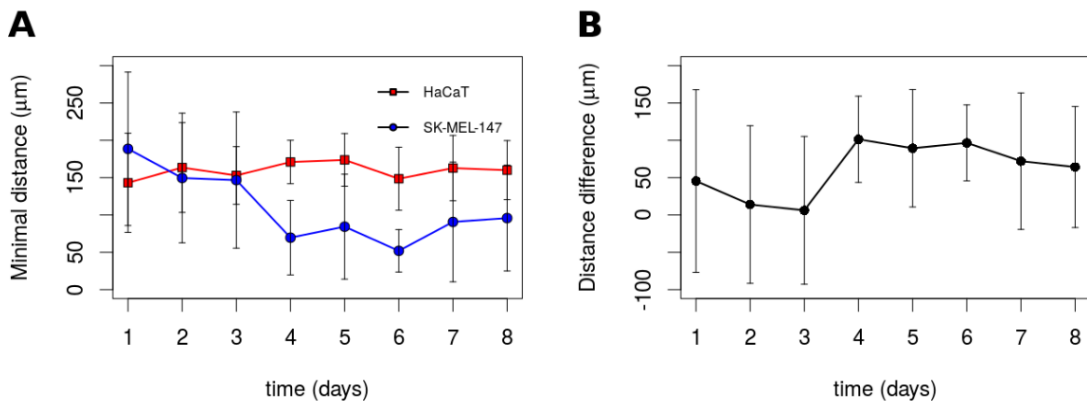 A
Minimal distance (μm)
250
150
50
0
HaCaT
SK-MEL-147
1 2 3 4 5 6 7 8
time (days)
B
Distance difference (μm)
150
50
0
-100
1 2 3 4 5 6 7 8
time (days)